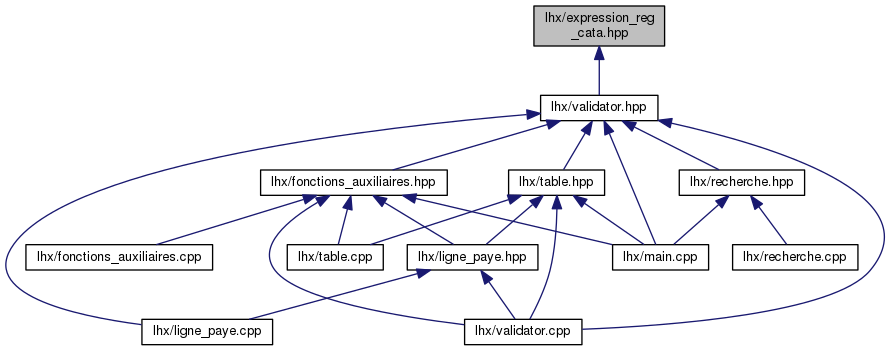 lhx/expression_reg
_cata.hpp
lhx/validator.hpp
lhx/fonctions_auxiliaires.hpp
lhx/table.hpp
lhx/recherche.hpp
lhx/fonctions_auxiliaires.cpp
lhx/table.cpp
lhx/ligne_paye.hpp
lhx/main.cpp
lhx/recherche.cpp
lhx/ligne_paye.cpp
lhx/validator.cpp